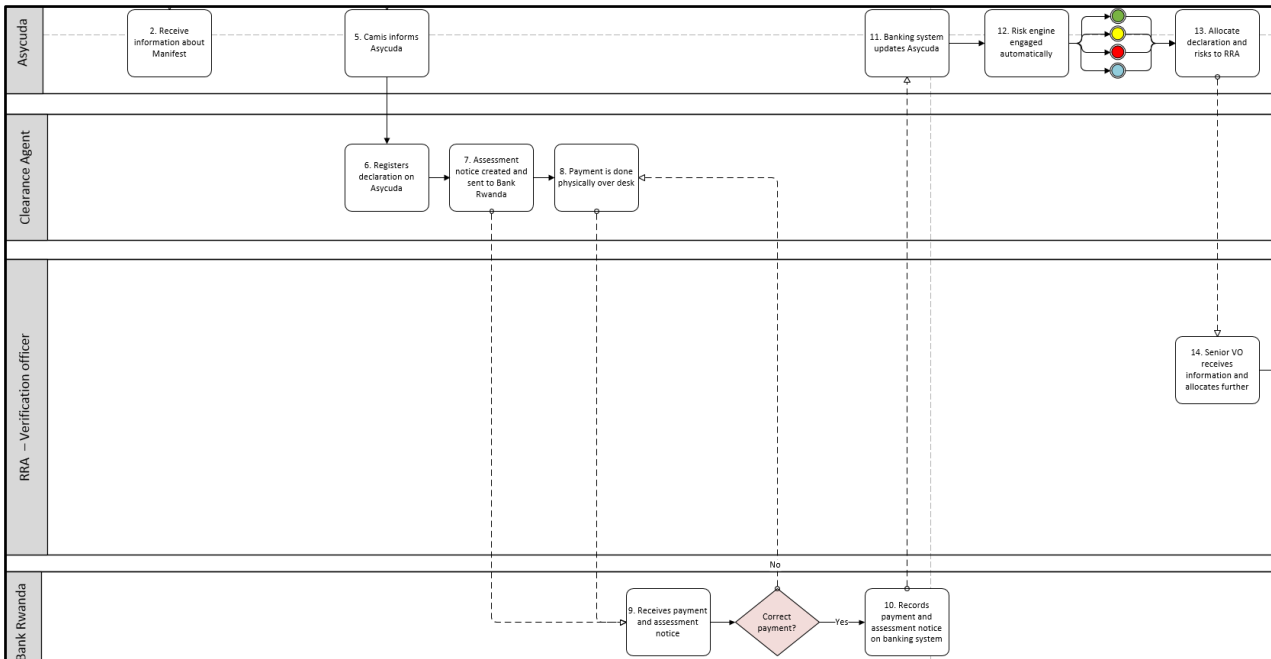 Asycuda
2. Receive
information about
Manifest
5. Camis informs
Asycuda
11. Banking system
updates Asycuda
12. Risk engine
engaged
automatically
13. Allocate
declaration and
risks to RRA
Clearance Agent
6. Registers
declaration on
Asycuda
7. Assessment
notice created and
sent to Bank
Rwanda
8. Payment is done
physically over desk
RRA – Verification officer
14. Senior VO
receives
information and
allocates further
Bank Rwanda
9. Receives payment
and assessment
notice
No
Correct
payment?
Yes
10. Records
payment and
assessment notice
on banking system